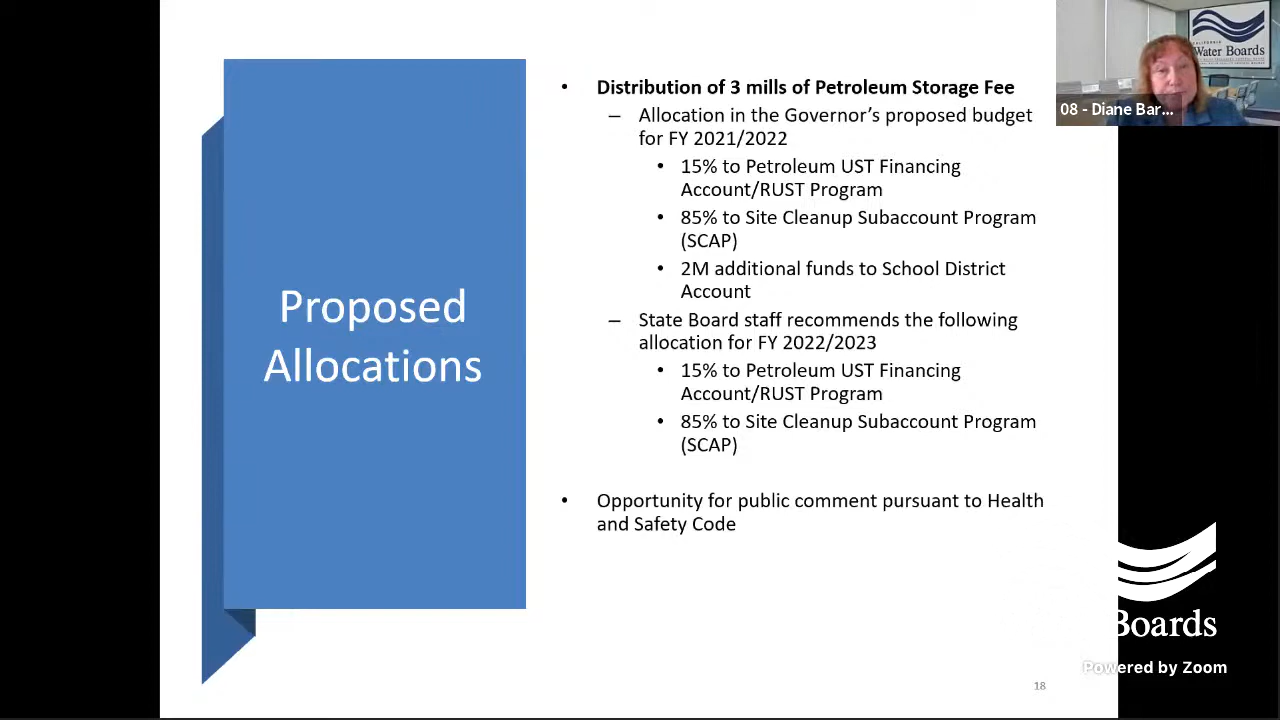 Proposed
Allocations
• Distribution of 3 mills of Petroleum Storage Fee
– Allocation in the Governor's proposed budget
for FY 2021/2022
• 15% to Petroleum UST Financing
Account/RUST Program
• 85% to Site Cleanup Subaccount Program
(SCAP)
• 2M additional funds to School District
Account
– State Board staff recommends the following
allocation for FY 2022/2023
• 15% to Petroleum UST Financing
Account/RUST Program
• 85% to Site Cleanup Subaccount Program
(SCAP)
• Opportunity for public comment pursuant to Health
and Safety Code
18
CALIFORNIA
Water Boards
08 - Diane Bar...
Boards
Powered by Zoom